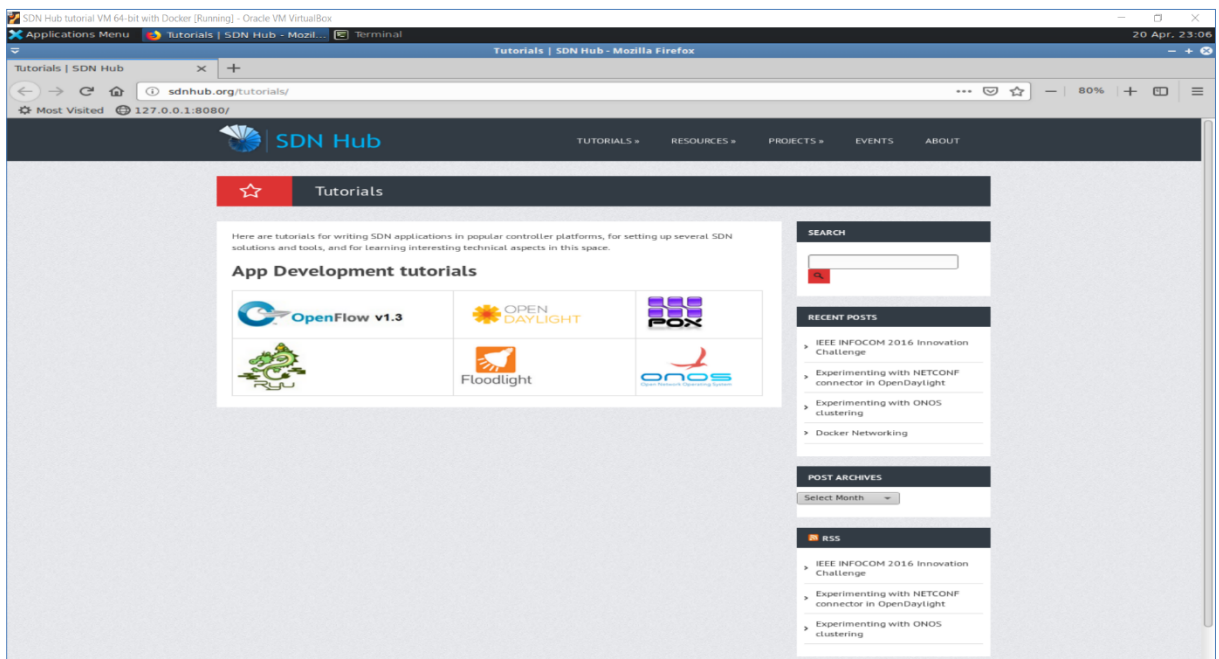 SDN Hub tutorial VM 64-bit with Docker [Running] - Oracle VM VirtualBox
Applications Menu Tutorials | SDN Hub - Mozil... Terminal 20 Apr. 23:06
Tutorials | SDN Hub - Mozilla Firefox
Tutorials | SDN Hub
sdnhub.org/tutorials/ 80%
Most Visited 127.0.0.1:8080/
SDN Hub TUTORIALS » RESOURCES » PROJECTS » EVENTS ABOUT
Tutorials
Here are tutorials for writing SDN applications in popular controller platforms, for setting up several SDN
solutions and tools, and for learning interesting technical aspects in this space.
App Development tutorials
OpenFlow v1.3
OPEN
DAYLIGHT
POX
RYU
Floodlight
onos
Open Network Operating System
SEARCH
RECENT POSTS
IEEE INFOCOM 2016 Innovation
Challenge
Experimenting with NETCONF
connector in OpenDaylight
Experimenting with ONOS
clustering
Docker Networking
POST ARCHIVES
Select Month
RSS
IEEE INFOCOM 2016 Innovation
Challenge
Experimenting with NETCONF
connector in OpenDaylight
Experimenting with ONOS
clustering